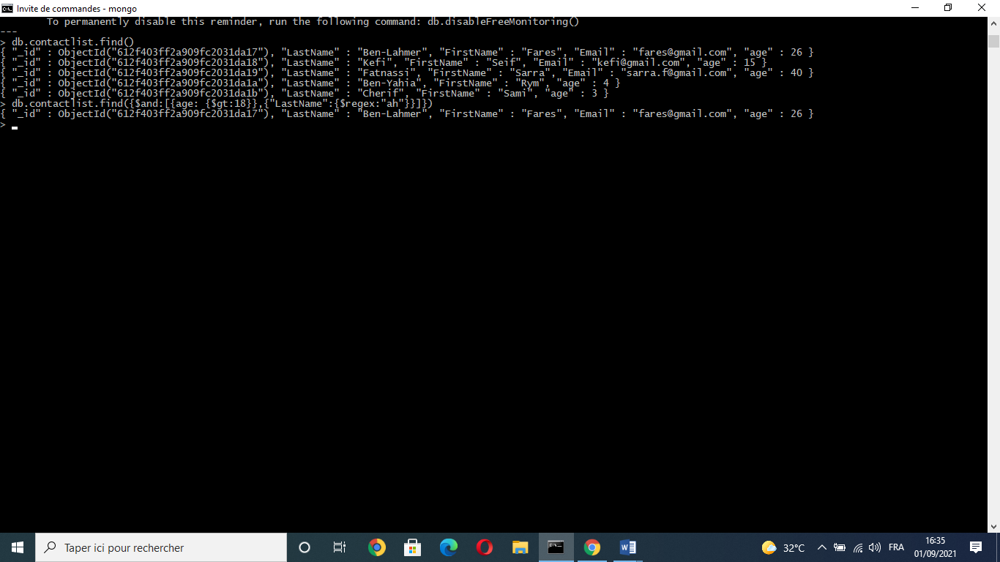 Invite de commandes - mongo
To permanently disable this reminder, run the following command: db.disableFreeMonitoring()
---
> db.contactlist.find()
{ "_id" : ObjectId("612f403ff2a909fc2031da17"), "LastName" : "Ben-Lahmer", "FirstName" : "Fares", "Email" : "fares@gmail.com", "age" : 26 }
{ "_id" : ObjectId("612f403ff2a909fc2031da18"), "LastName" : "Kefi", "FirstName" : "Seif", "Email" : "kefi@gmail.com", "age" : 15 }
{ "_id" : ObjectId("612f403ff2a909fc2031da19"), "LastName" : "Fatnassi", "FirstName" : "Sarra", "Email" : "sarra.f@gmail.com", "age" : 40 }
{ "_id" : ObjectId("612f403ff2a909fc2031da1a"), "LastName" : "Ben-Yahia", "FirstName" : "Rym", "age" : 4 }
{ "_id" : ObjectId("612f403ff2a909fc2031da1b"), "LastName" : "Cherif", "FirstName" : "Sami", "age" : 3 }
> db.contactlist.find({$and:[{age: {$gt:18}},{"LastName":{$regex:"ah"}}]})
{ "_id" : ObjectId("612f403ff2a909fc2031da17"), "LastName" : "Ben-Lahmer", "FirstName" : "Fares", "Email" : "fares@gmail.com", "age" : 26 }
>
Taper ici pour rechercher
32°C
FRA
16:35
01/09/2021